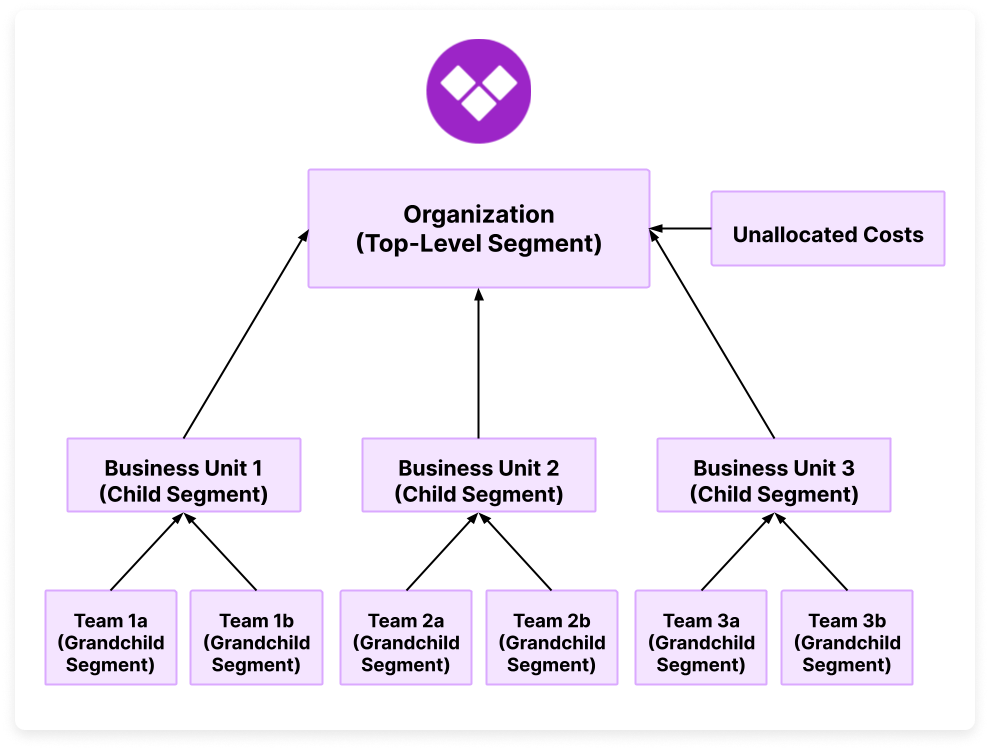 Organization
(Top-Level Segment)
Unallocated Costs
Business Unit 1
(Child Segment)
Business Unit 2
(Child Segment)
Business Unit 3
(Child Segment)
Team 1a
(Grandchild
Segment)
Team 1b
(Grandchild
Segment)
Team 2a
(Grandchild
Segment)
Team 2b
(Grandchild
Segment)
Team 3a
(Grandchild
Segment)
Team 3b
(Grandchild
Segment)